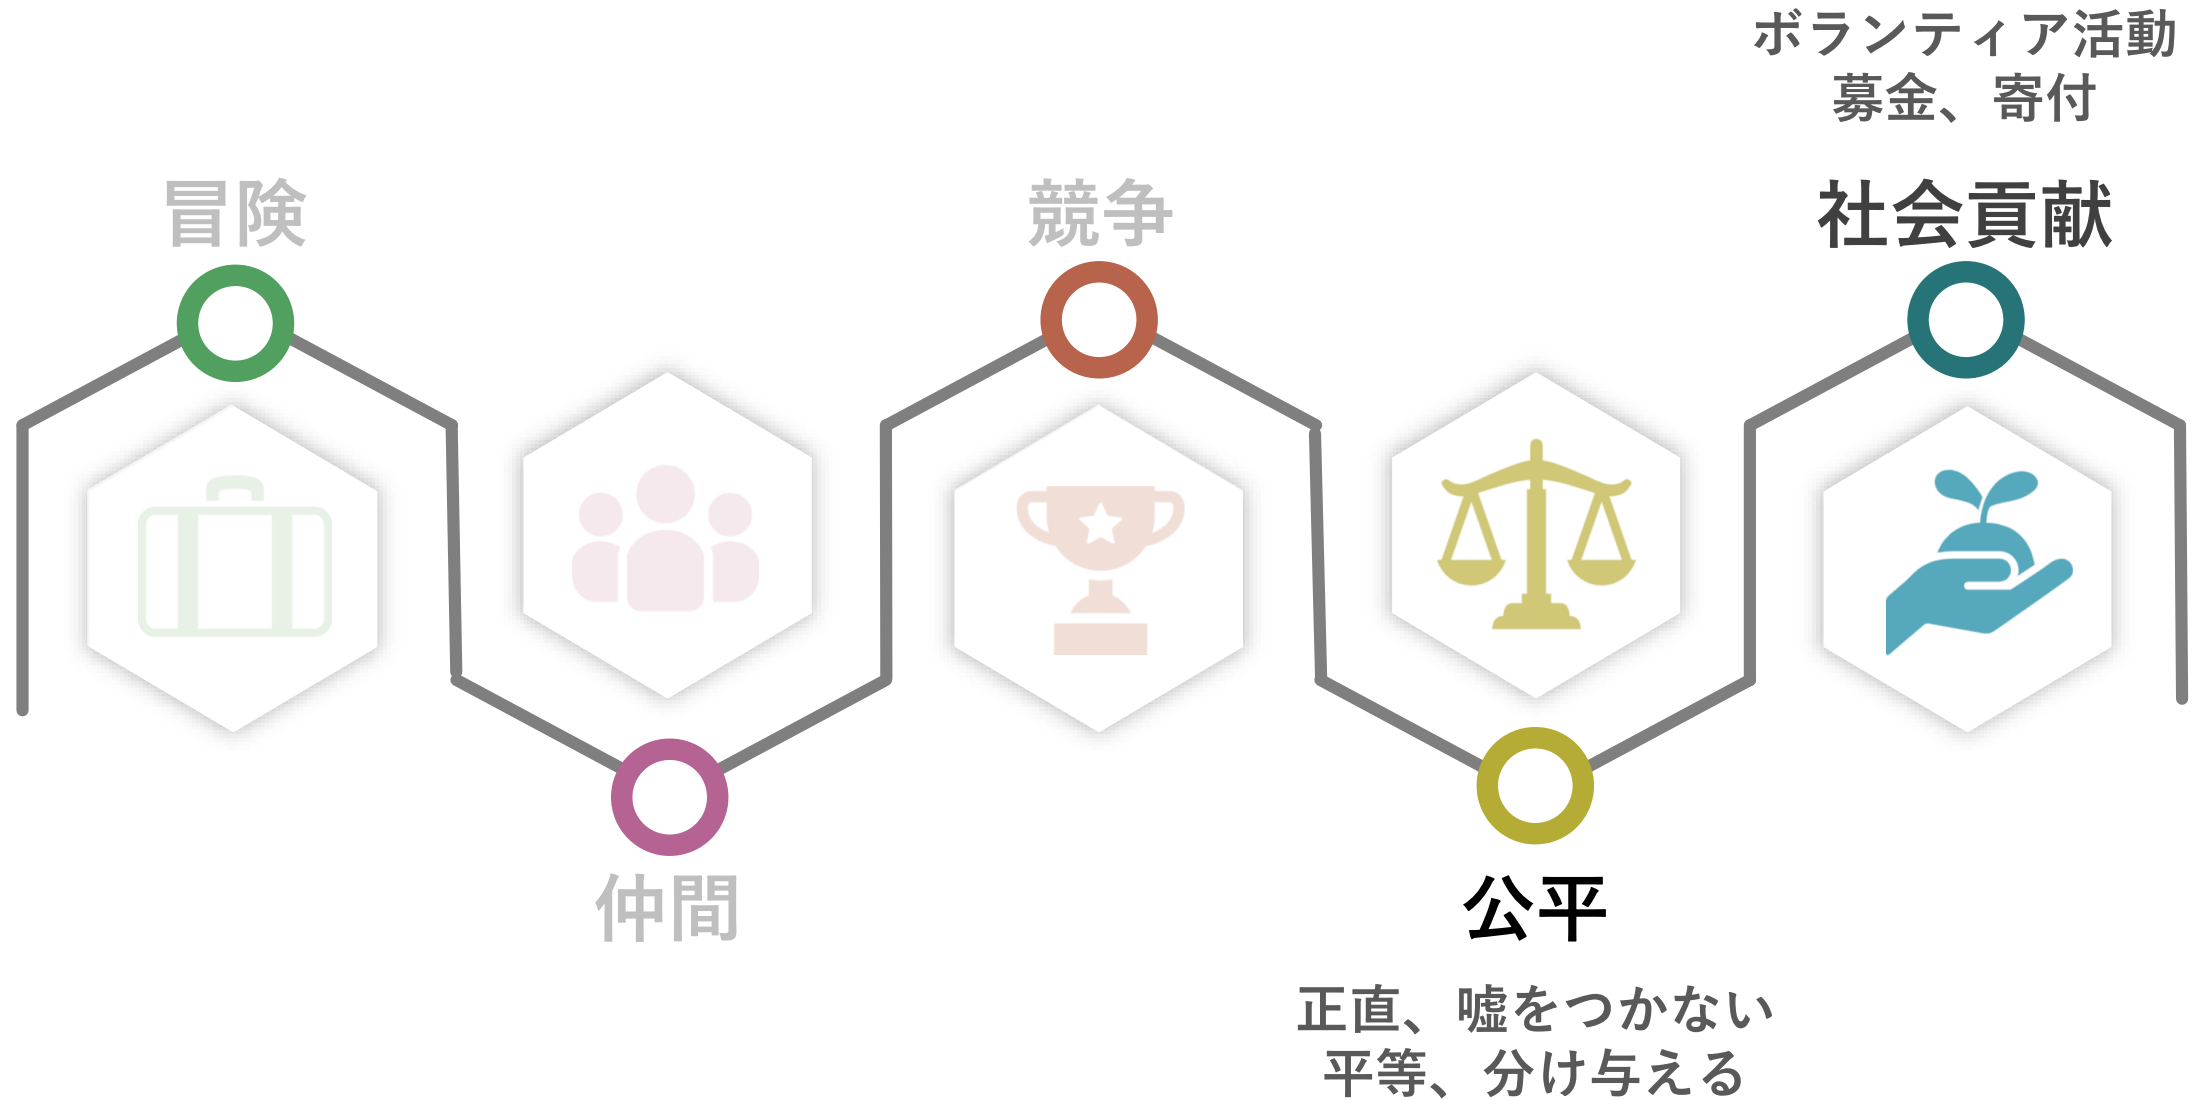 ボランティア活動
募金、寄付
冒険
競争
社会貢献
仲間
公平
正直、嘘をつかない
平等、分け与える